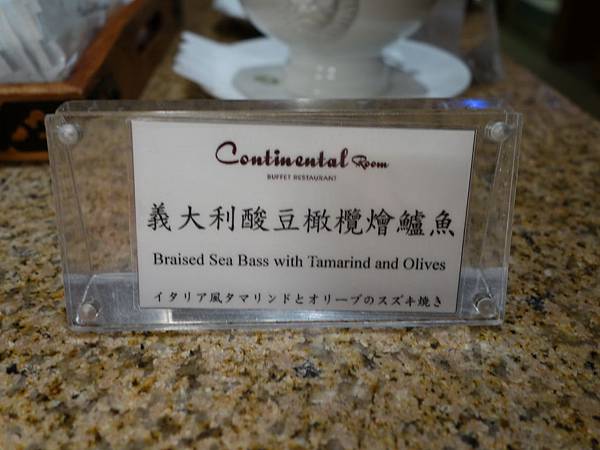 Continental Room
BUFFET RESTAURANT
義大利酸豆橄欖燴鱸魚
Braised Sea Bass with Tamarind and Olives
イタリア風タマリンドとオリーブのスズキ焼き